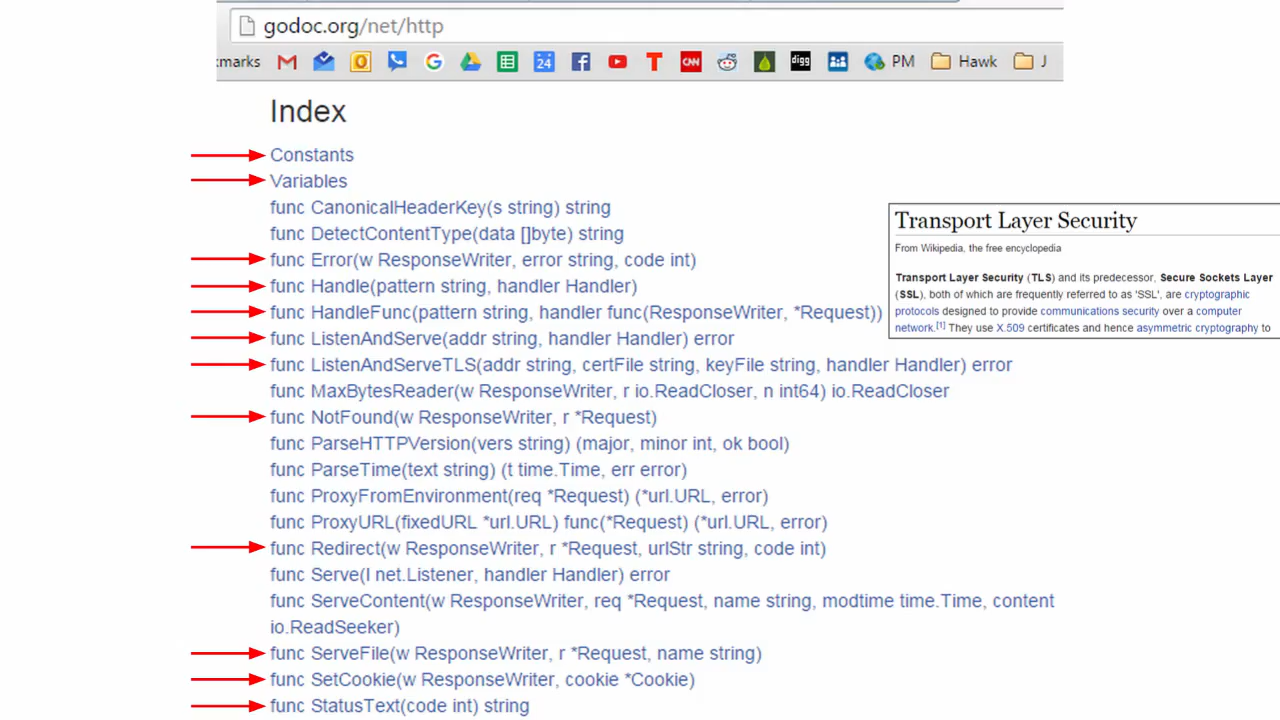 godoc.org/net/http
kmarks
24
CNN
digg
PM
Hawk
J
Index
Constants
Variables
func CanonicalHeaderKey(s string) string
func DetectContentType(data []byte) string
func Error(w ResponseWriter, error string, code int)
func Handle(pattern string, handler Handler)
func HandleFunc(pattern string, handler func(ResponseWriter, *Request))
func ListenAndServe(addr string, handler Handler) error
func ListenAndServeTLS(addr string, certFile string, keyFile string, handler Handler) error
func MaxBytesReader(w ResponseWriter, r io.ReadCloser, n int64) io.ReadCloser
func NotFound(w ResponseWriter, r *Request)
func ParseHTTPVersion(vers string) (major, minor int, ok bool)
func ParseTime(text string) (t time.Time, err error)
func ProxyFromEnvironment(req *Request) (*url.URL, error)
func ProxyURL(fixedURL *url.URL) func(*Request) (*url.URL, error)
func Redirect(w ResponseWriter, r *Request, urlStr string, code int)
func Serve(l net.Listener, handler Handler) error
func ServeContent(w ResponseWriter, req *Request, name string, modtime time.Time, content
io.ReadSeeker)
func ServeFile(w ResponseWriter, r *Request, name string)
func SetCookie(w ResponseWriter, cookie *Cookie)
func StatusText(code int) string
Transport Layer Security
From Wikipedia, the free encyclopedia
Transport Layer Security (TLS) and its predecessor, Secure Sockets Layer
(SSL), both of which are frequently referred to as 'SSL', are cryptographic
protocols designed to provide communications security over a computer
network.[1] They use X.509 certificates and hence asymmetric cryptography to